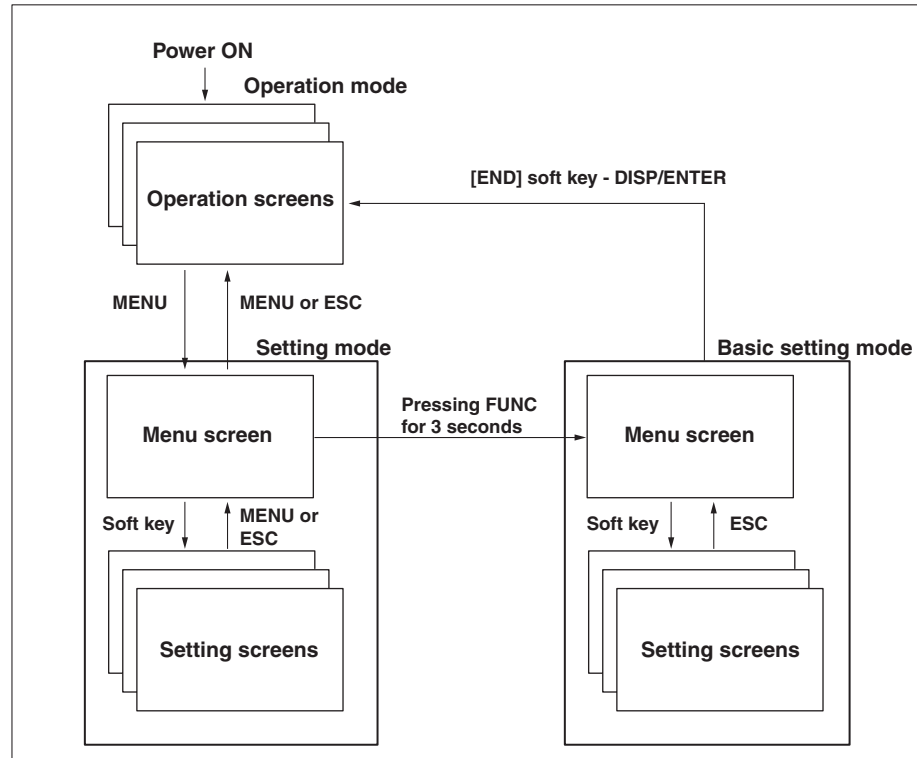 Power ON
Operation mode
Operation screens
[END] soft key - DISP/ENTER
MENU
MENU or ESC
Setting mode
Basic setting mode
Menu screen
Pressing FUNC
for 3 seconds
Menu screen
Soft key
MENU or
ESC
Soft key
ESC
Setting screens
Setting screens